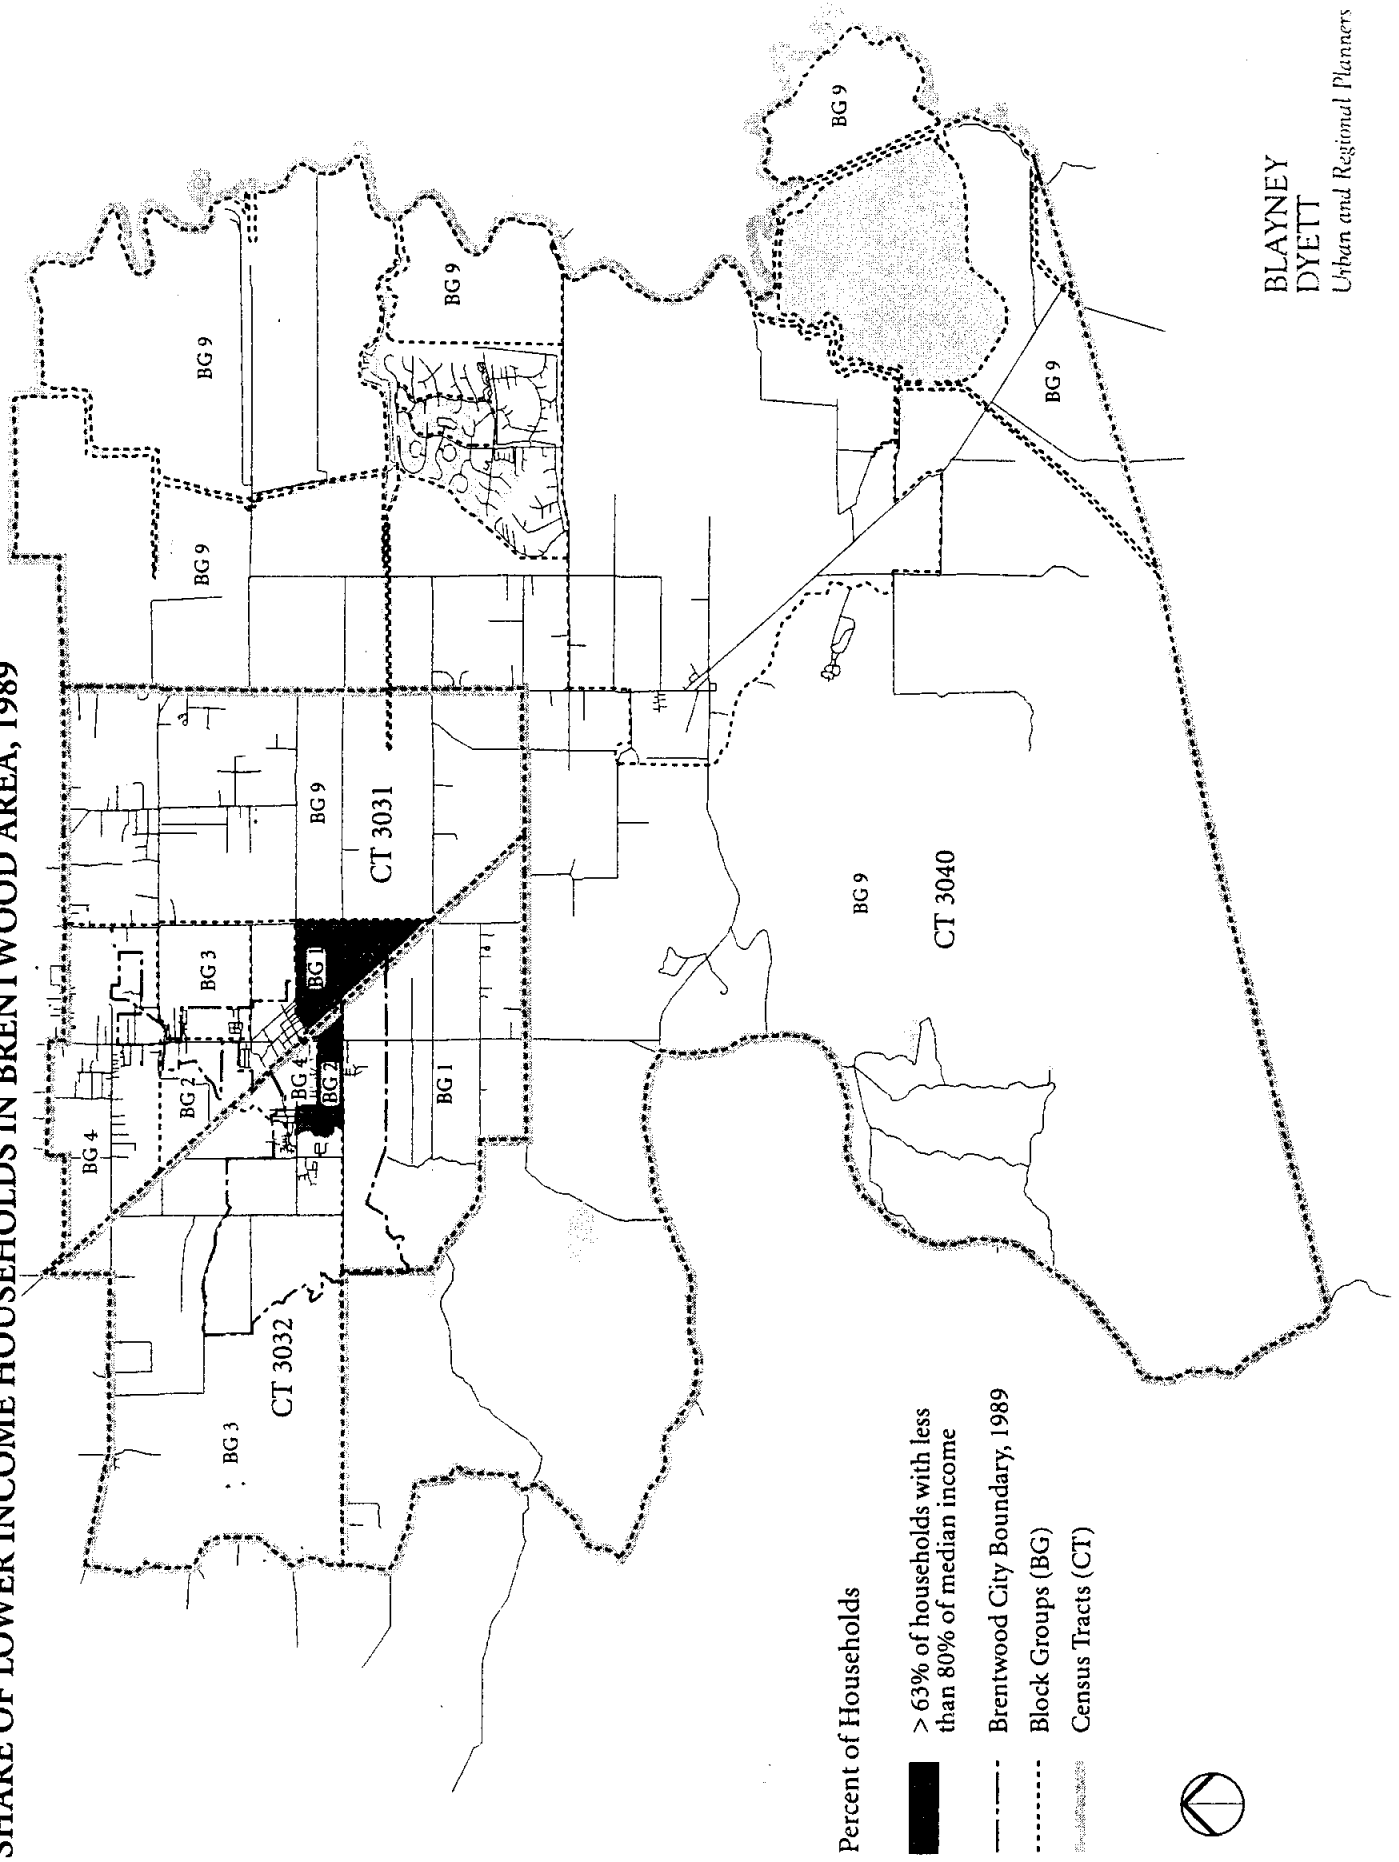 SHARE OF LOWER INCOME HOUSEHOLDS IN BRENTWOOD AREA, 1989
BG 4
BG 2
BG 3
BG 9
BG 9
BG 3
CT 3032
BG 4
BG 2
BG 1
BG 9
CT 3031
BG 1
BG 9
BG 9
CT 3040
BG 9
BG 9
Percent of Households
> 63% of households with less
than 80% of median income
Brentwood City Boundary, 1989
Block Groups (BG)
Census Tracts (CT)
BLAYNEY
DYETT
Urban and Regional Planners